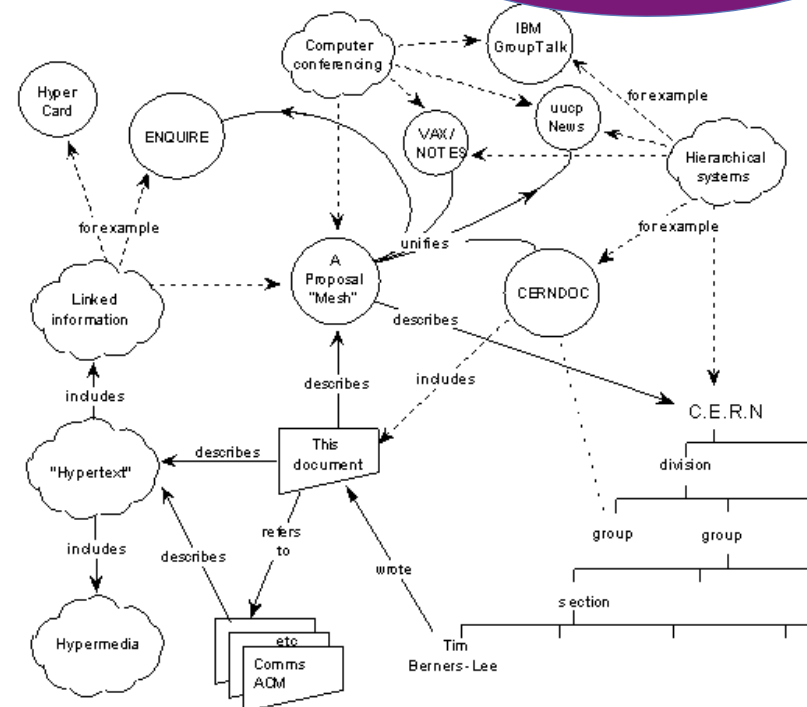 IBM
GroupTalk
Computer
conferencing
Hyper
Card
for example
uucp
News
ENQUIRE
VAX/
NOTES
Hierarchical
systems
for example
for example
unifies
A
Proposal
"Mesh"
CERNDOC
Linked
information
describes
describes
includes
includes
C.E.R.N
This
document
describes
division
"Hypertext"
refers
to
group
group
includes
describes
wrote
section
Hypermedia
etc
Tim
Berners-Lee
Comms
ACM